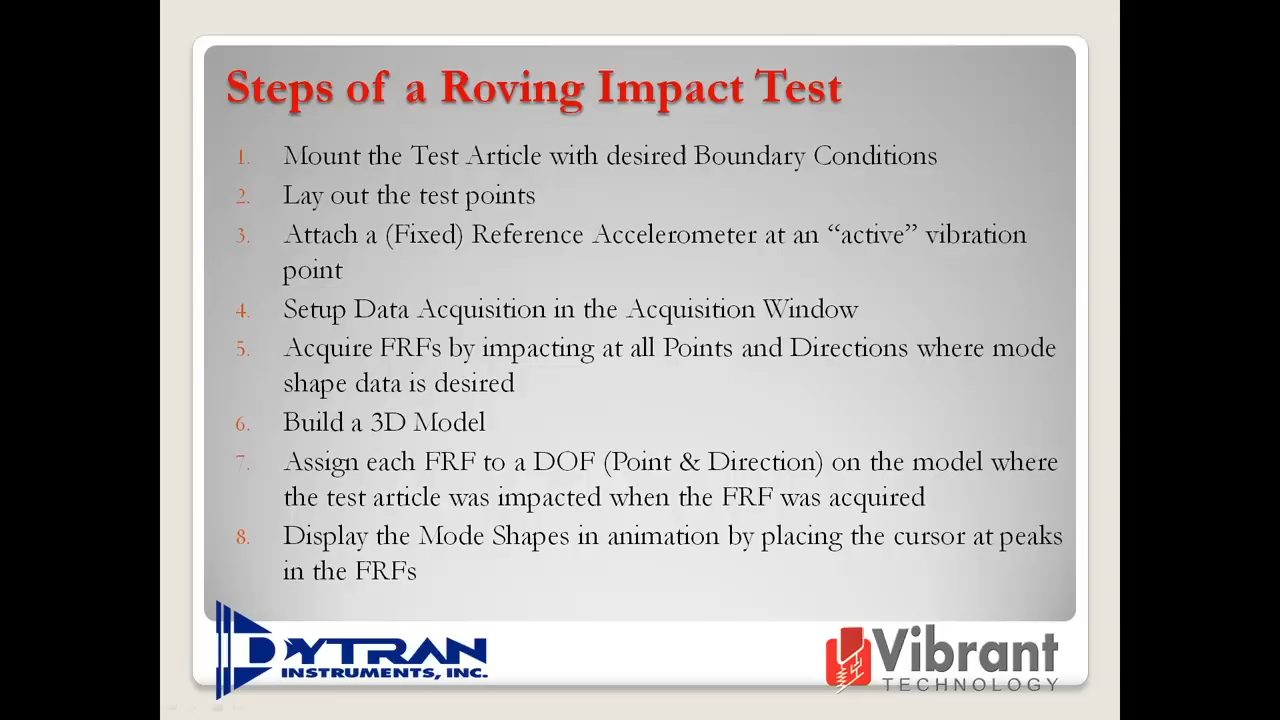 Steps of a Roving Impact Test
1. Mount the Test Article with desired Boundary Conditions
2. Lay out the test points
3. Attach a (Fixed) Reference Accelerometer at an “active” vibration
point
4. Setup Data Acquisition in the Acquisition Window
5. Acquire FRFs by impacting at all Points and Directions where mode
shape data is desired
6. Build a 3D Model
7. Assign each FRF to a DOF (Point & Direction) on the model where
the test article was impacted when the FRF was acquired
8. Display the Mode Shapes in animation by placing the cursor at peaks
in the FRFs
DYTRAN
INSTRUMENTS, INC.
Vibrant
TECHNOLOGY